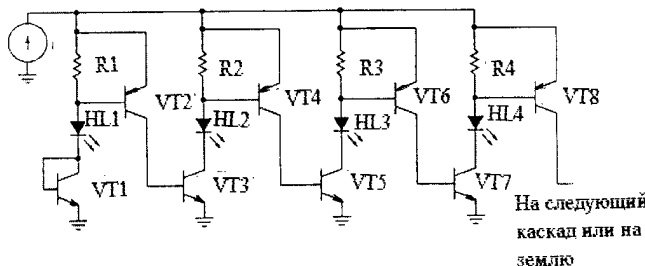 R1
R2
R3
R4
VT2
VT4
VT6
VT8
HL1
HL2
HL3
HL4
VT1
VT3
VT5
VT7
На следующий
каскад или на
землю